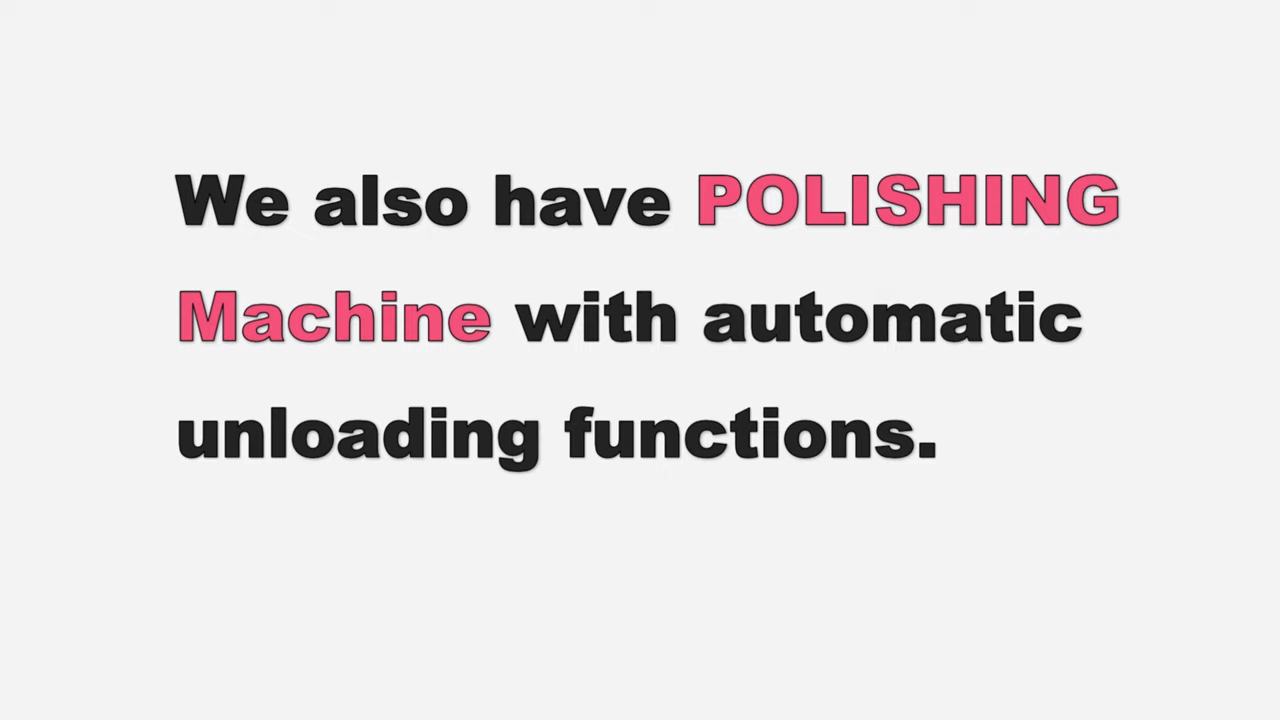 We also have POLISHING
Machine with automatic
unloading functions.